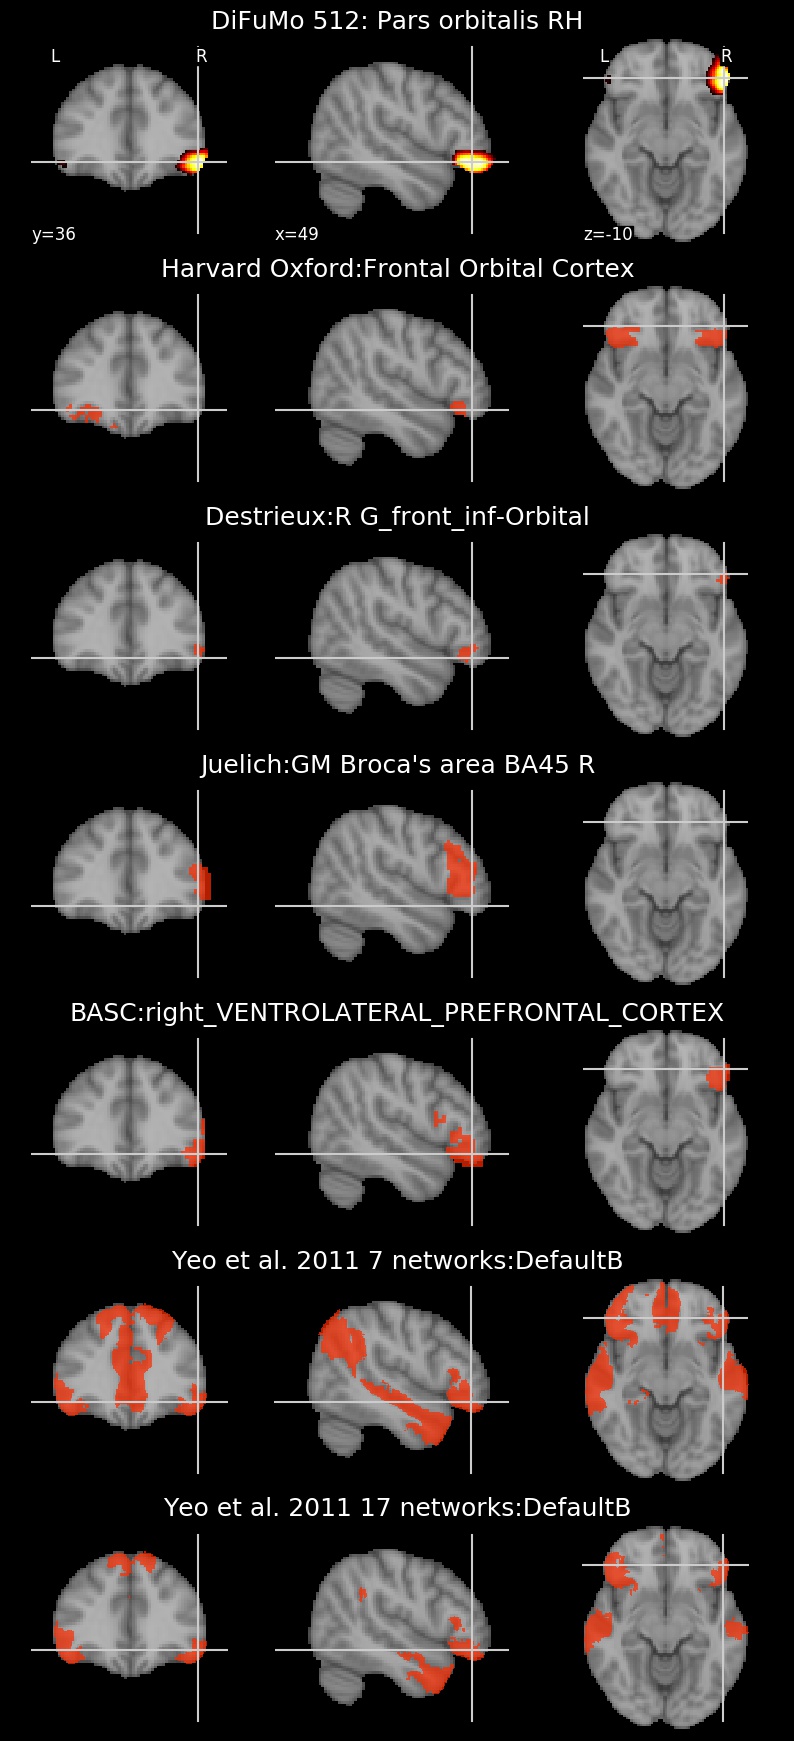 DiFuMo 512: Pars orbitalis RH
L R L R
y=36 x=49 z=-10
Harvard Oxford:Frontal Orbital Cortex
Destrieux:R G_front_inf-Orbital
Juelich:GM Broca's area BA45 R
BASC:right_VENTROLATERAL_PREFRONTAL_CORTEX
Yeo et al. 2011 7 networks:DefaultB
Yeo et al. 2011 17 networks:DefaultB